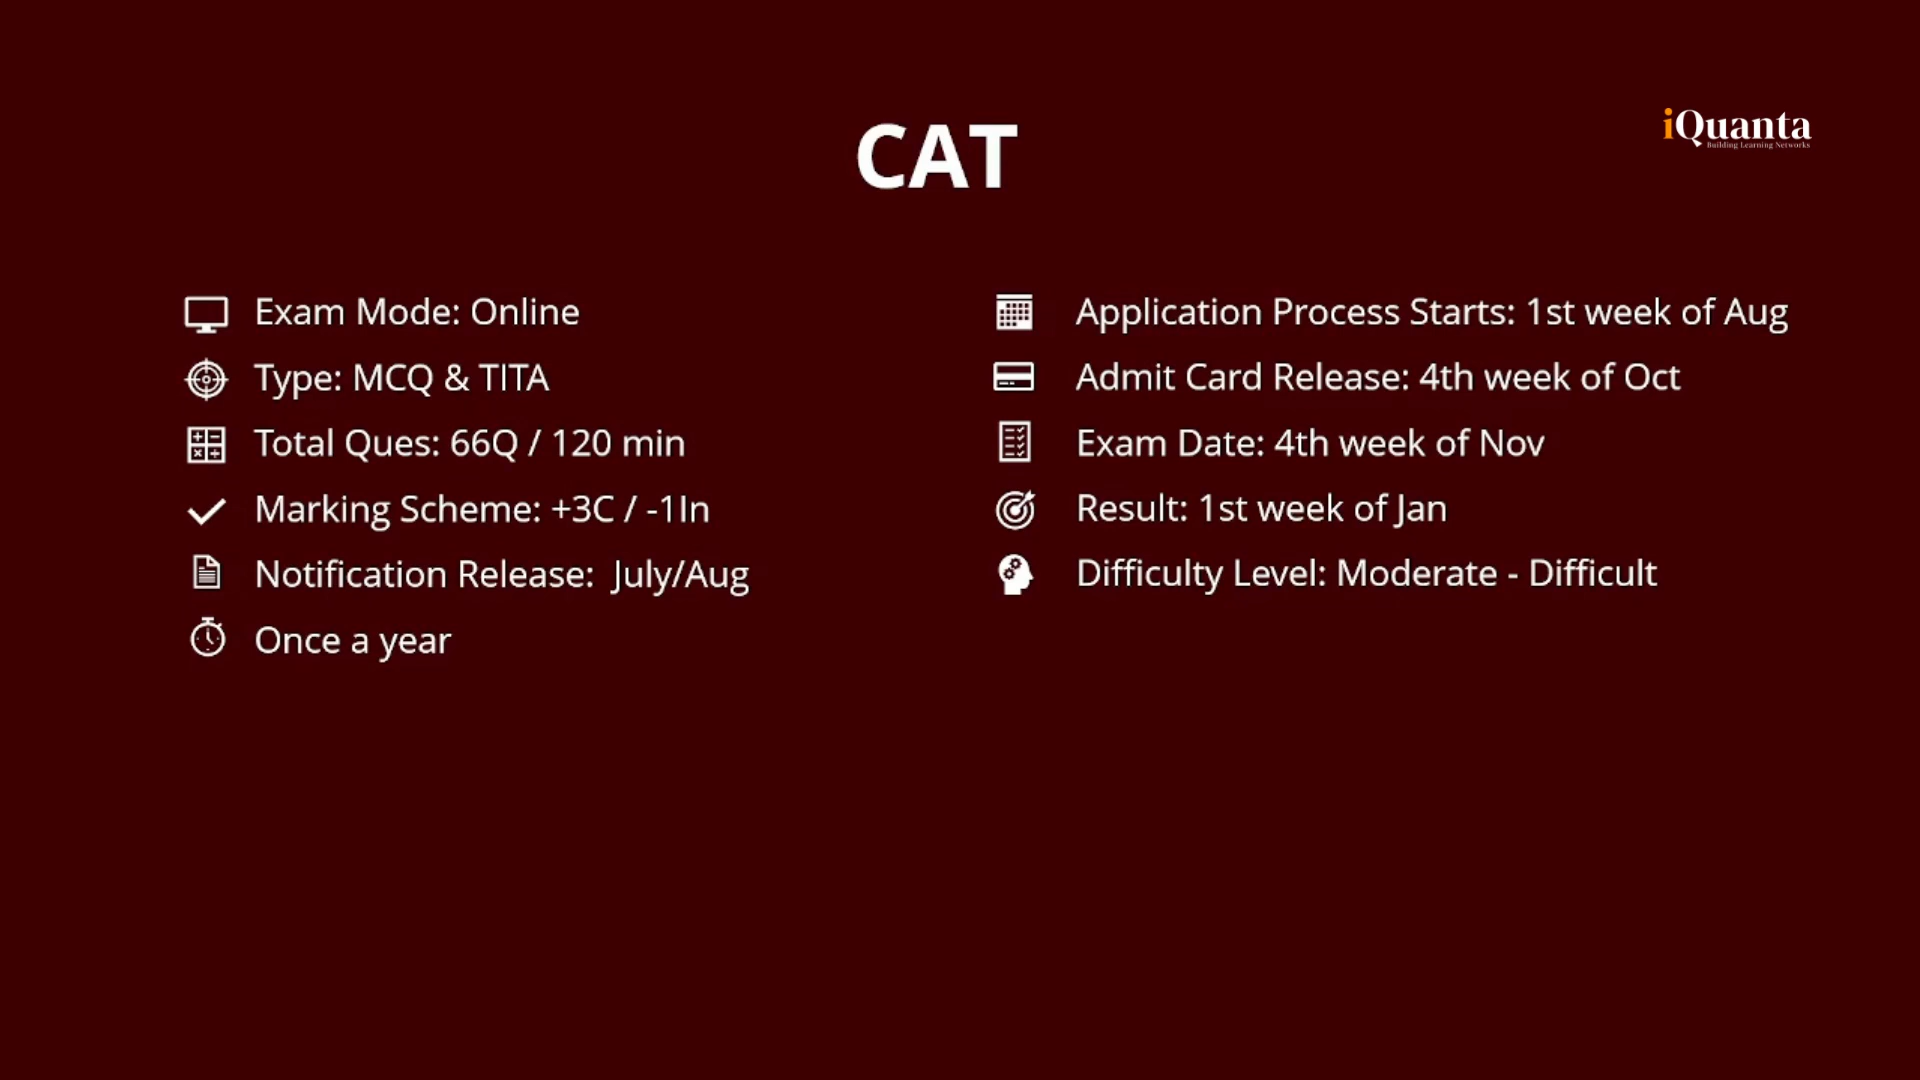 CAT
iQuanta
Building Learning Networks
Exam Mode: Online
Type: MCQ & TITA
Total Ques: 66Q / 120 min
Marking Scheme: +3C / -1In
Notification Release: July/Aug
Once a year
Application Process Starts: 1st week of Aug
Admit Card Release: 4th week of Oct
Exam Date: 4th week of Nov
Result: 1st week of Jan
Difficulty Level: Moderate - Difficult